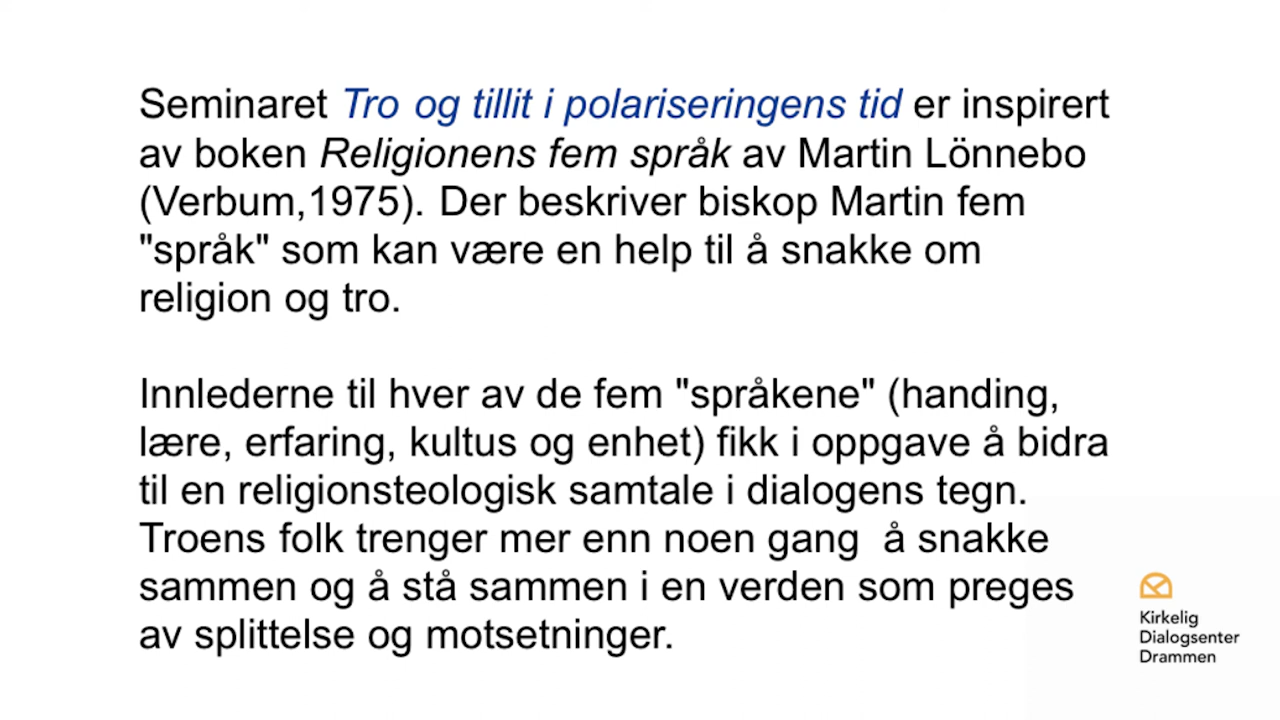 Seminaret Tro og tillit i polariseringens tid er inspirert
av boken Religionens fem språk av Martin Lönnebo
(Verbum,1975). Der beskriver biskop Martin fem
"språk" som kan være en help til å snakke om
religion og tro.
Innlederne til hver av de fem "språkene" (handing,
lære, erfaring, kultus og enhet) fikk i oppgave å bidra
til en religionsteologisk samtale i dialogens tegn.
Troens folk trenger mer enn noen gang  å snakke
sammen og å stå sammen i en verden som preges
av splittelse og motsetninger.
Kirkelig
Dialogsenter
Drammen